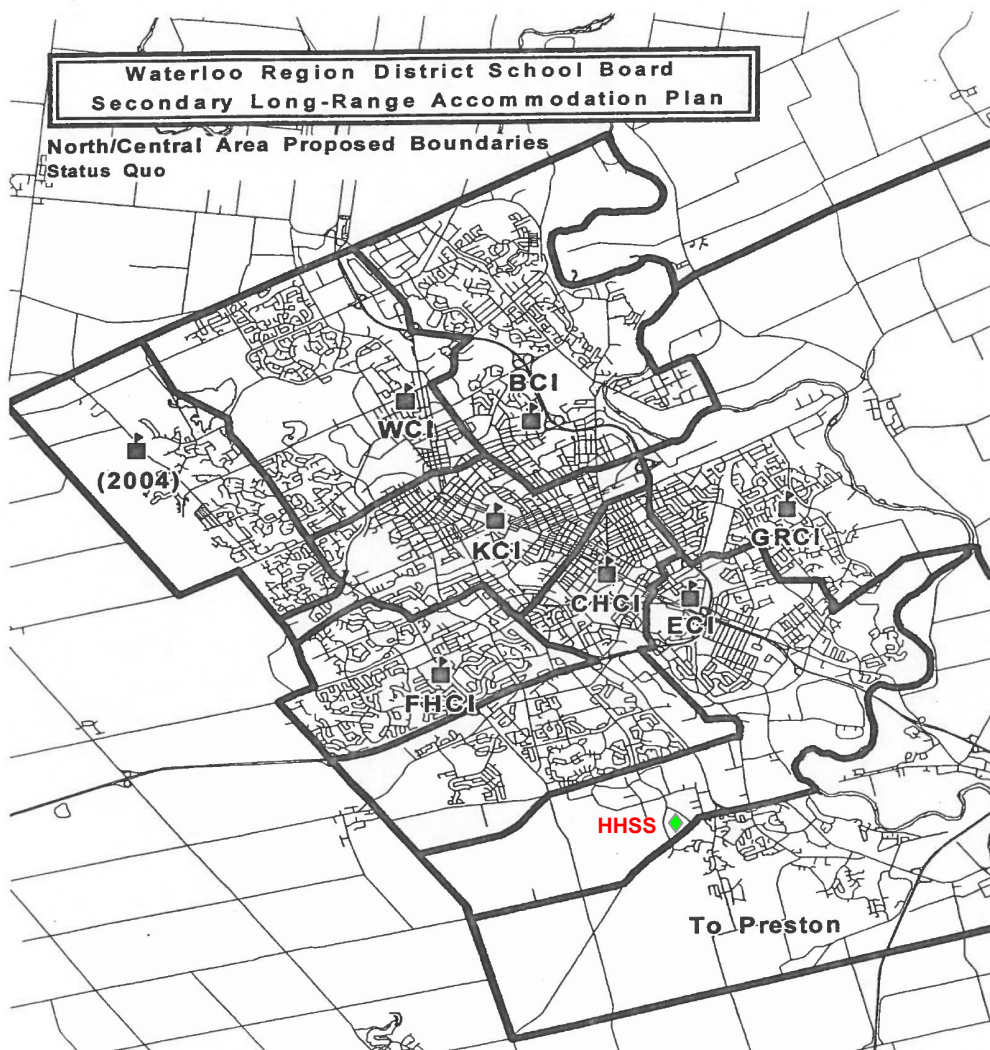 Waterloo Region District School Board
Secondary Long-Range Accommodation Plan
North/Central Area Proposed Boundaries
Status Quo
BCI
WCI
(2004)
GRCI
KCI
CHCI
ECI
FHCI
HHSS
To Preston